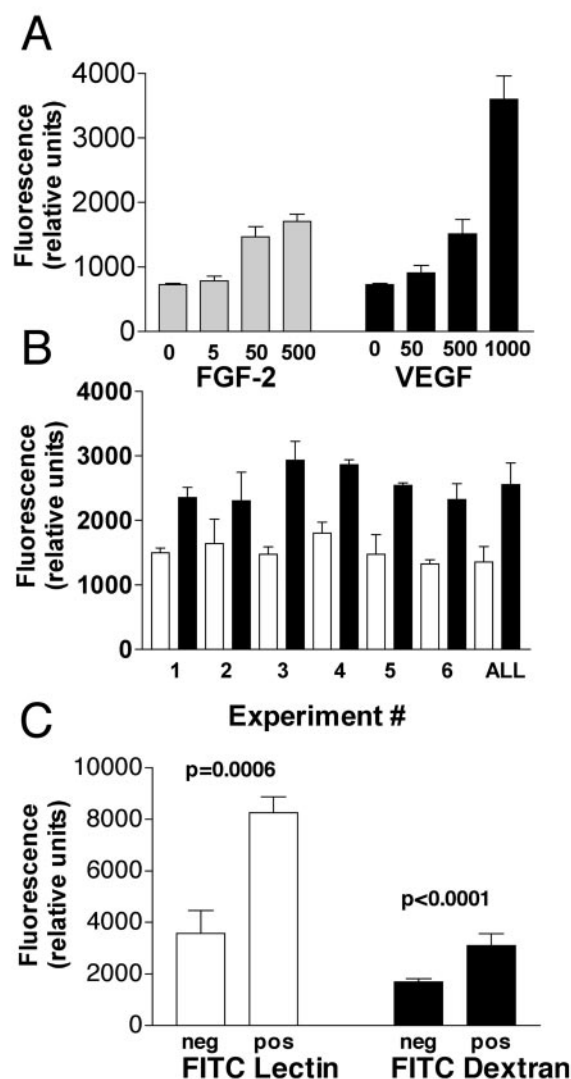 A
Fluorescence
(relative units)
4000
3000
2000
1000
0
0 5 50 500 0 50 500 1000
FGF-2 VEGF
B
Fluorescence
(relative units)
4000
3000
2000
1000
0
1 2 3 4 5 6 ALL
Experiment #
C
Fluorescence
(relative units)
10000
8000
6000
4000
2000
0
p=0.0006
p<0.0001
neg pos neg pos
FITC Lectin FITC Dextran